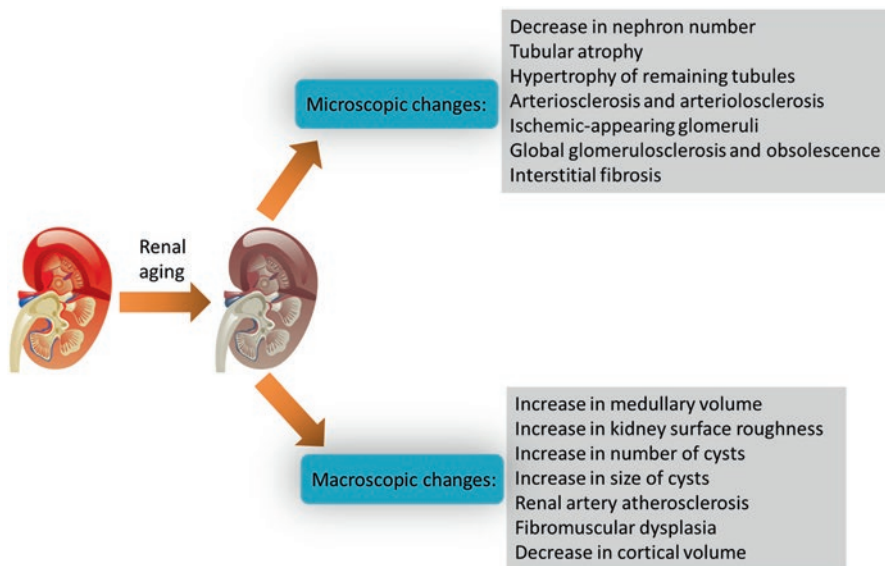 Renal
aging
Microscopic changes:
Decrease in nephron number
Tubular atrophy
Hypertrophy of remaining tubules
Arteriosclerosis and arteriolosclerosis
Ischemic-appearing glomeruli
Global glomerulosclerosis and obsolescence
Interstitial fibrosis
Macroscopic changes:
Increase in medullary volume
Increase in kidney surface roughness
Increase in number of cysts
Increase in size of cysts
Renal artery atherosclerosis
Fibromuscular dysplasia
Decrease in cortical volume